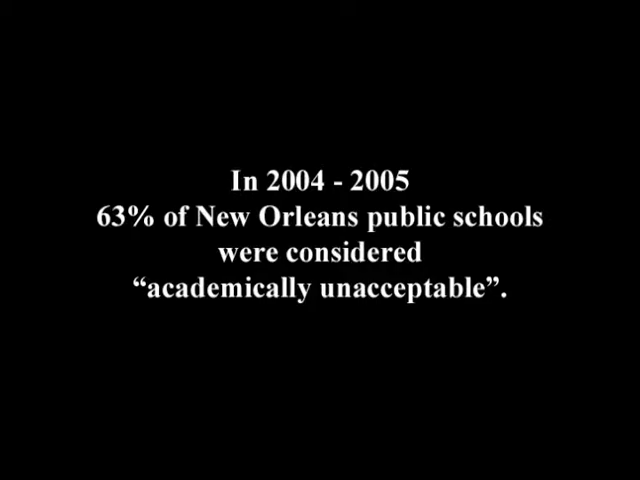 In 2004 - 2005
63% of New Orleans public schools
were considered
“academically unacceptable”.